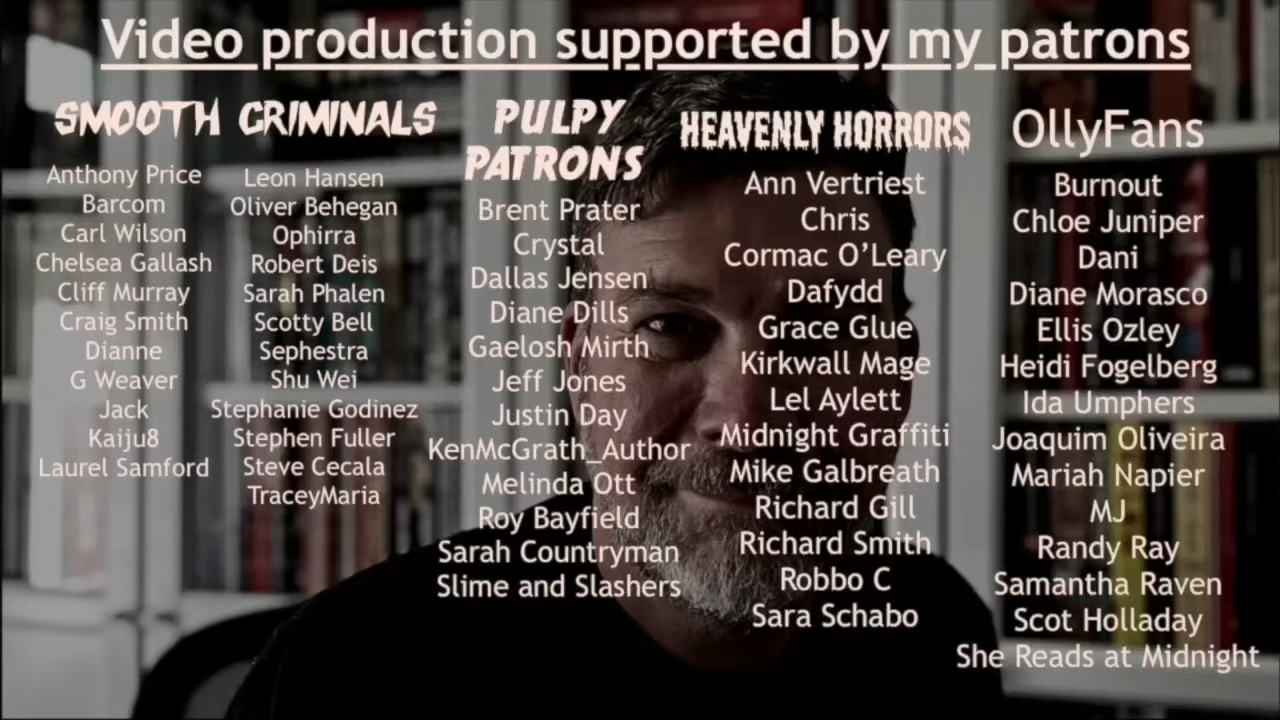 Video production supported by my patrons
SMOOTH CRIMINALS
Anthony Price
Barcom
Carl Wilson
Chelsea Gallash
Cliff Murray
Craig Smith
Dianne
G Weaver
Jack
Kaiju8
Laurel Samford
Leon Hansen
Oliver Behegan
Ophirra
Robert Deis
Sarah Phalen
Scotty Bell
Sephestra
Shu Wei
Stephanie Godinez
Stephen Fuller
Steve Cecala
TraceyMaria
PULPY
PATRONS
Brent Prater
Crystal
Dallas Jensen
Diane Dills
Gaelosh Mirth
Jeff Jones
Justin Day
KenMcGrath_Author
Melinda Ott
Roy Bayfield
Sarah Countryman
Slime and Slashers
HEAVENLY HORRORS
Ann Vertriest
Chris
Cormac O’Leary
Dafydd
Grace Glue
Kirkwall Mage
Lel Aylett
Midnight Graffiti
Mike Galbreath
Richard Gill
Richard Smith
Robbo C
Sara Schabo
OllyFans
Burnout
Chloe Juniper
Dani
Diane Morasco
Ellis Ozley
Heidi Fogelberg
Ida Umphers
Joaquim Oliveira
Mariah Napier
MJ
Randy Ray
Samantha Raven
Scot Holladay
She Reads at Midnight